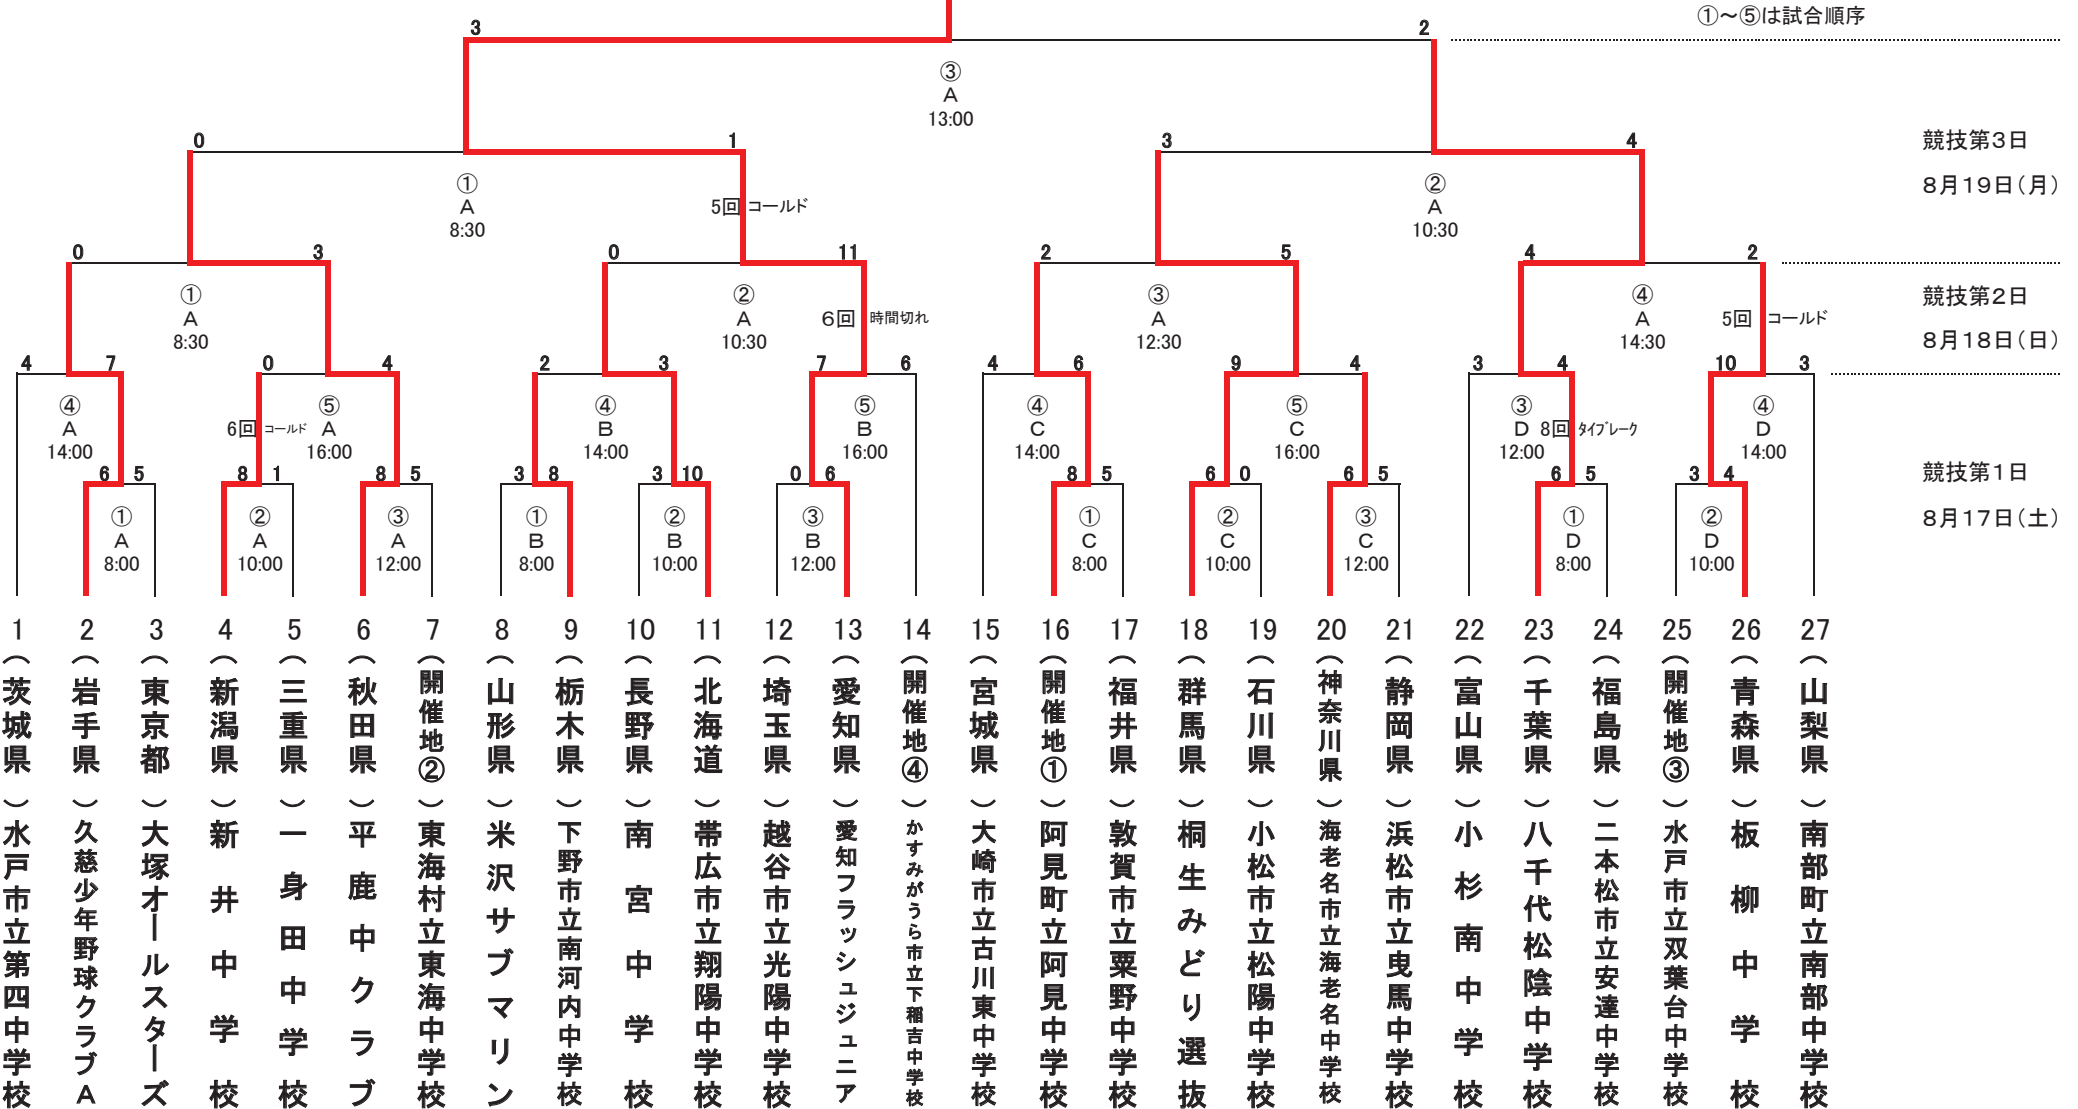 ①～⑤は試合順序
3 2
③
A
13:00
0 1 3 4
競技第3日
① ②
A 5回 コールド A
8:30 10:30
8月19日（月）
0 3 0 11 2 5 4 2
① ② ③ ④
競技第2日
A A 6回 時間切れ A A 5回 コールド
8:30 10:30 12:30 14:30
8月18日（日）
4 7 0 4 2 3 7 6 4 6 9 4 3 4 10 3
④ ⑤ ④ ⑤ ④ ⑤ ③ ④
A 6回 コールド A B B C C D 8回 タイブレーク D
14:00 16:00 14:00 16:00 14:00 16:00 12:00 14:00
6 5 8 1 8 5 3 8 3 10 0 6 8 5 6 0 6 5 6 5 3 4
競技第1日
① ② ③ ① ② ③ ① ② ③ ① ②
8月17日（土）
A A A B B B C C C D D
8:00 10:00 12:00 8:00 10:00 12:00 8:00 10:00 12:00 8:00 10:00
1（茨城県）水戸市立第四中学校
2（岩手県）久慈少年野球クラブA
3（東京都）大塚オールスターズ
4（新潟県）新井中学校
5（三重県）一身田中学校
6（秋田県）平鹿中クラブ
7（開催地②）東海村立東海中学校
8（山形県）米沢サブマリン
9（栃木県）下野市立南河内中学校
10（長野県）南宮中学校
11（北海道）帯広市立翔陽中学校
12（埼玉県）越谷市立光陽中学校
13（愛知県）愛知フラッシュジュニア
14（開催地④）かすみがうら市立下稲吉中学校
15（宮城県）大崎市立古川東中学校
16（開催地①）阿見町立阿見中学校
17（福井県）敦賀市立粟野中学校
18（群馬県）桐生みどり選抜
19（石川県）小松市立松陽中学校
20（神奈川県）海老名市立海老名中学校
21（静岡県）浜松市立曳馬中学校
22（富山県）小杉南中学校
23（千葉県）八千代松陰中学校
24（福島県）二本松市立安達中学校
25（開催地③）水戸市立双葉台中学校
26（青森県）板柳中学校
27（山梨県）南部町立南部中学校